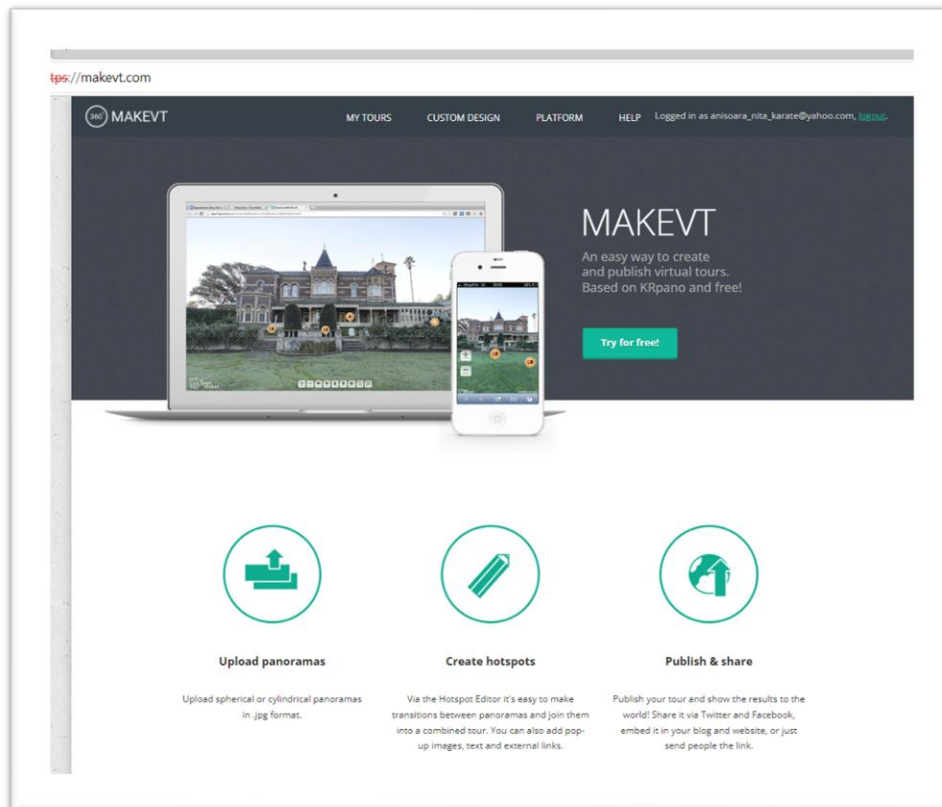 tps://makevt.com
360° MAKEVT
MY TOURS CUSTOM DESIGN PLATFORM HELP Logged in as anisoara_nita_karate@yahoo.com, logout.
MAKEVT
An easy way to create
and publish virtual tours.
Based on KRpano and free!
Try for free!
Upload panoramas
Upload spherical or cylindrical panoramas
in .jpg format.
Create hotspots
Via the Hotspot Editor it's easy to make
transitions between panoramas and join them
into a combined tour. You can also add pop-
up images, text and external links.
Publish & share
Publish your tour and show the results to the
world! Share it via Twitter and Facebook,
embed it in your blog and website, or just
send people the link.